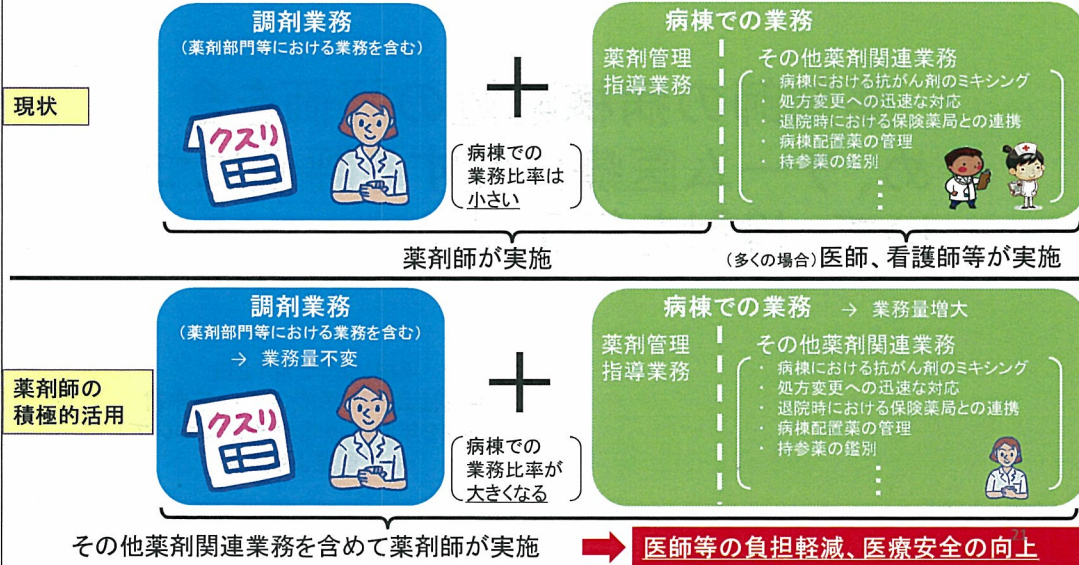 現状
調剤業務
(薬剤部門等における業務を含む)
クスリ
+
病棟での
業務比率は
小さい
病棟での業務
薬剤管理
指導業務
その他薬剤関連業務
・ 病棟における抗がん剤のミキシング
・ 処方変更への迅速な対応
・ 退院時における保険薬局との連携
・ 病棟配置薬の管理
・ 持参薬の鑑別
⋮
薬剤師が実施
(多くの場合)医師、看護師等が実施
薬剤師の
積極的活用
調剤業務
(薬剤部門等における業務を含む)
→ 業務量不変
クスリ
+
病棟での
業務比率が
大きくなる
病棟での業務 → 業務量増大
薬剤管理
指導業務
その他薬剤関連業務
・ 病棟における抗がん剤のミキシング
・ 処方変更への迅速な対応
・ 退院時における保険薬局との連携
・ 病棟配置薬の管理
・ 持参薬の鑑別
⋮
その他薬剤関連業務を含めて薬剤師が実施
医師等の負担軽減、医療安全の向上
21